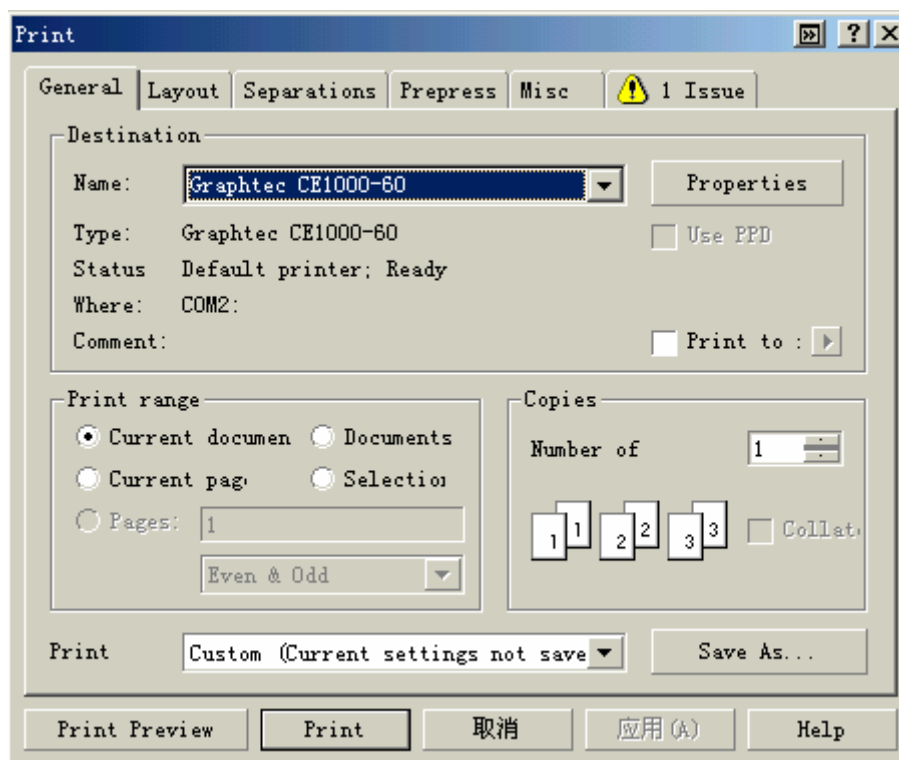 Print
General Layout Separations Prepress Misc 1 Issue
Destination
Name: Graphtec CE1000-60 Properties
Type: Graphtec CE1000-60 Use PPD
Status Default printer; Ready
Where: COM2:
Comment: Print to :
Print range
Current documen Documents
Current pag Selection
Pages: 1
Even & Odd
Copies
Number of 1
1 1 2 2 3 3 Collat
Print Custom (Current settings not save Save As...
Print Preview Print 取消 应用(A) Help